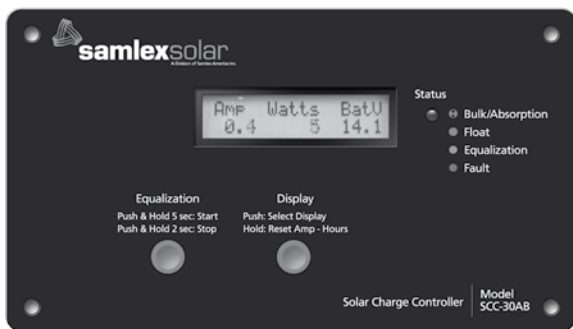 samlexsolar
A Division of Samlex America Inc.
Amp Watts BatV
0.4 5 14.1
Status
Bulk/Absorption
Float
Equalization
Fault
Equalization
Push & Hold 5 sec: Start
Push & Hold 2 sec: Stop
Display
Push: Select Display
Hold: Reset Amp - Hours
Solar Charge Controller
Model
SCC-30AB